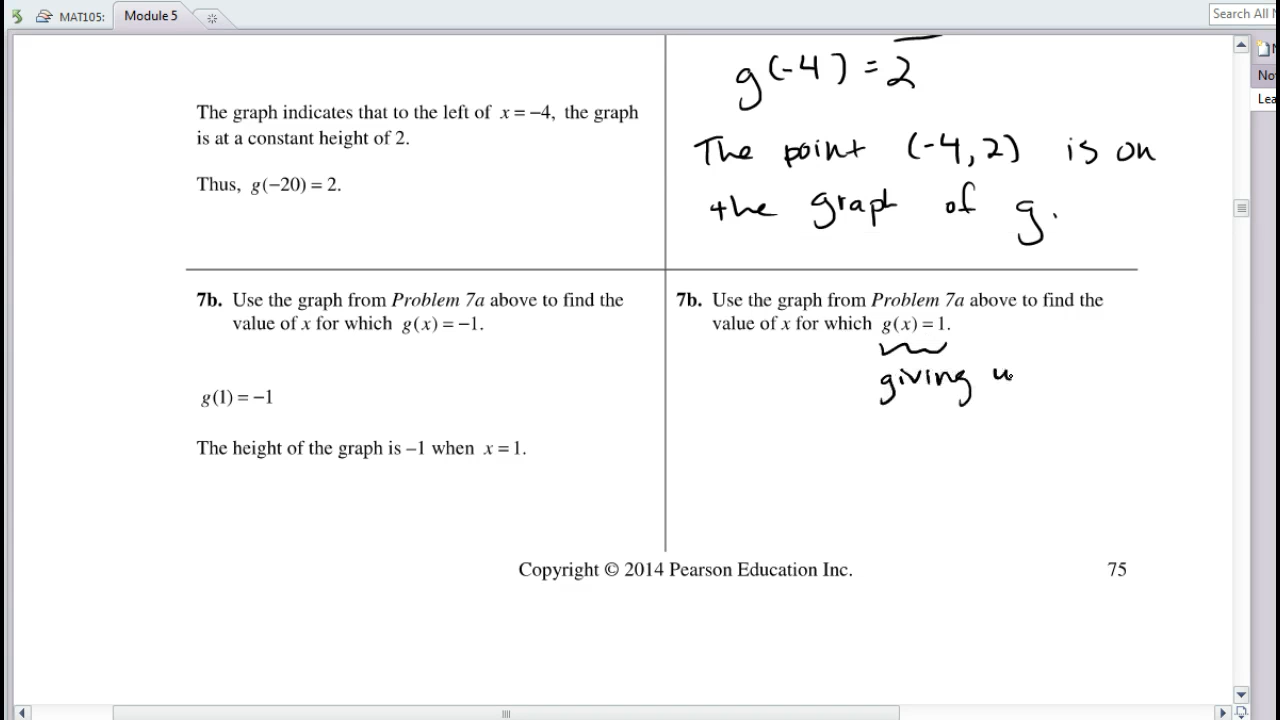 MAT105:
Module 5
Search All N
No
Lea
g(-4) = 2
The graph indicates that to the left of x = −4, the graph
is at a constant height of 2.
Thus, g(−20) = 2.
The point (-4, 2) is on
the graph of g.
7b. Use the graph from Problem 7a above to find the
value of x for which g(x) = −1.
g(1) = −1
The height of the graph is –1 when x = 1.
7b. Use the graph from Problem 7a above to find the
value of x for which g(x) = 1.
giving u
Copyright © 2014 Pearson Education Inc.
75